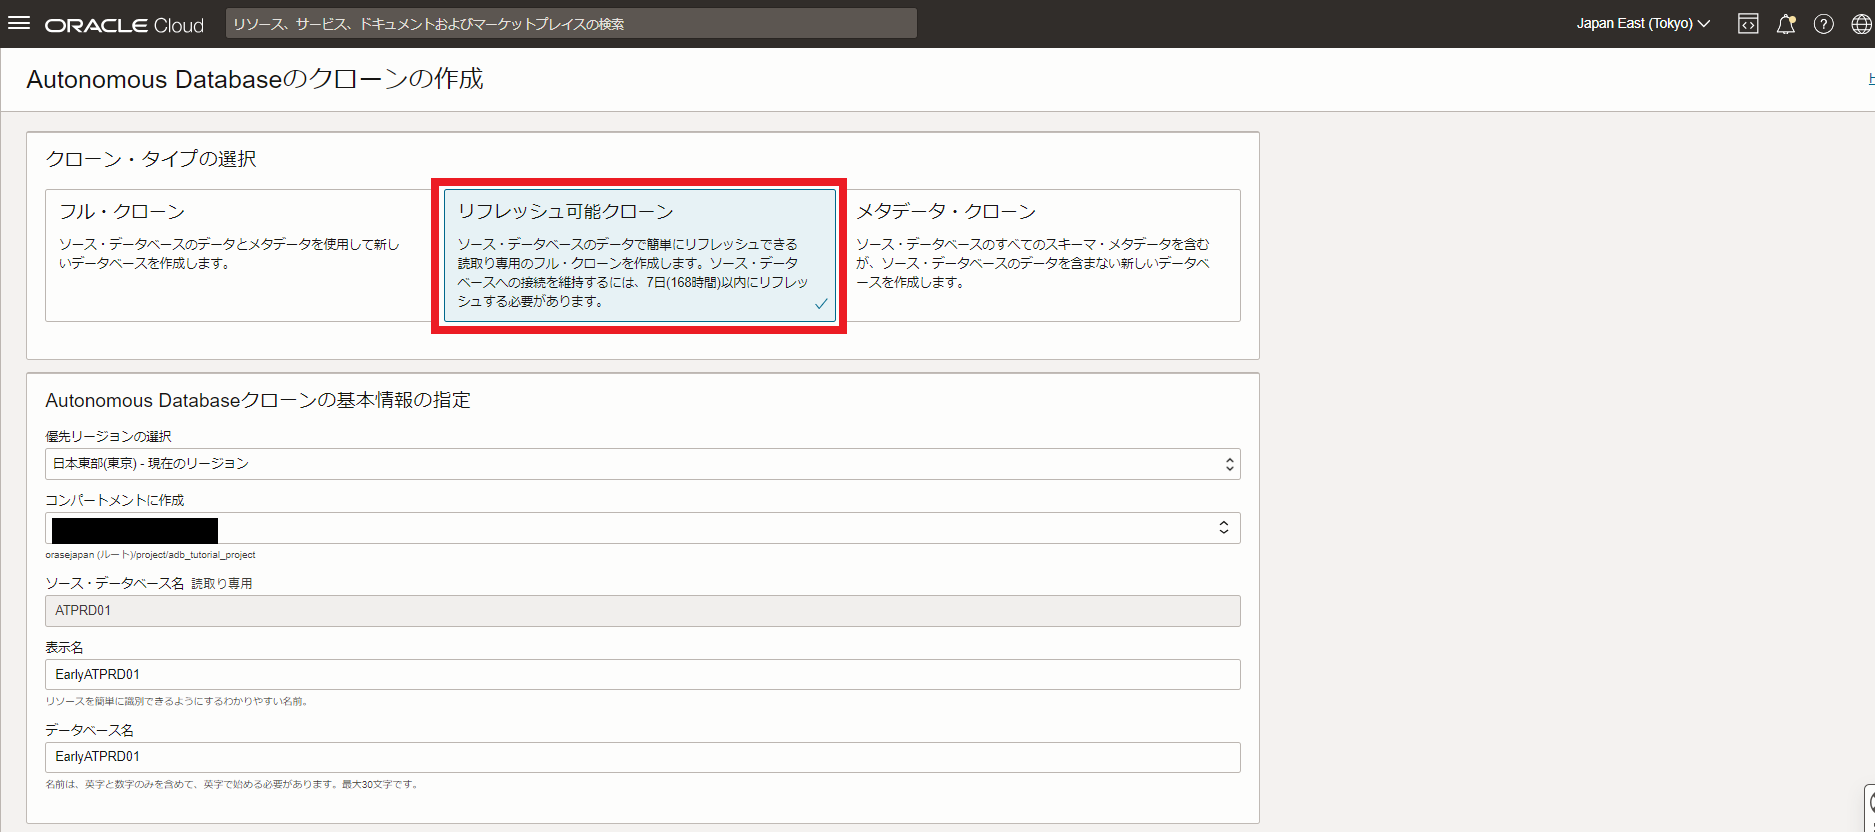 ORACLE Cloud
リソース、サービス、ドキュメントおよびマーケットプレイスの検索
Japan East (Tokyo)
Autonomous Databaseのクローンの作成
クローン・タイプの選択
フル・クローン
ソース・データベースのデータとメタデータを使用して新し
いデータベースを作成します。
リフレッシュ可能クローン
ソース・データベースのデータで簡単にリフレッシュできる
読取り専用のフル・クローンを作成します。ソース・データ
ベースへの接続を維持するには、7日(168時間)以内にリフレッ
シュする必要があります。
メタデータ・クローン
ソース・データベースのすべてのスキーマ・メタデータを含む
が、ソース・データベースのデータを含まない新しいデータベ
ースを作成します。
Autonomous Databaseクローンの基本情報の指定
優先リージョンの選択
日本東部(東京) - 現在のリージョン
コンパートメントに作成
orasejapan (ルート)/project/adb_tutorial_project
ソース・データベース名 読取り専用
ATPRD01
表示名
EarlyATPRD01
リソースを簡単に識別できるようにするわかりやすい名前。
データベース名
EarlyATPRD01
名前は、英字と数字のみを含めて、英字で始める必要があります。最大30文字です。